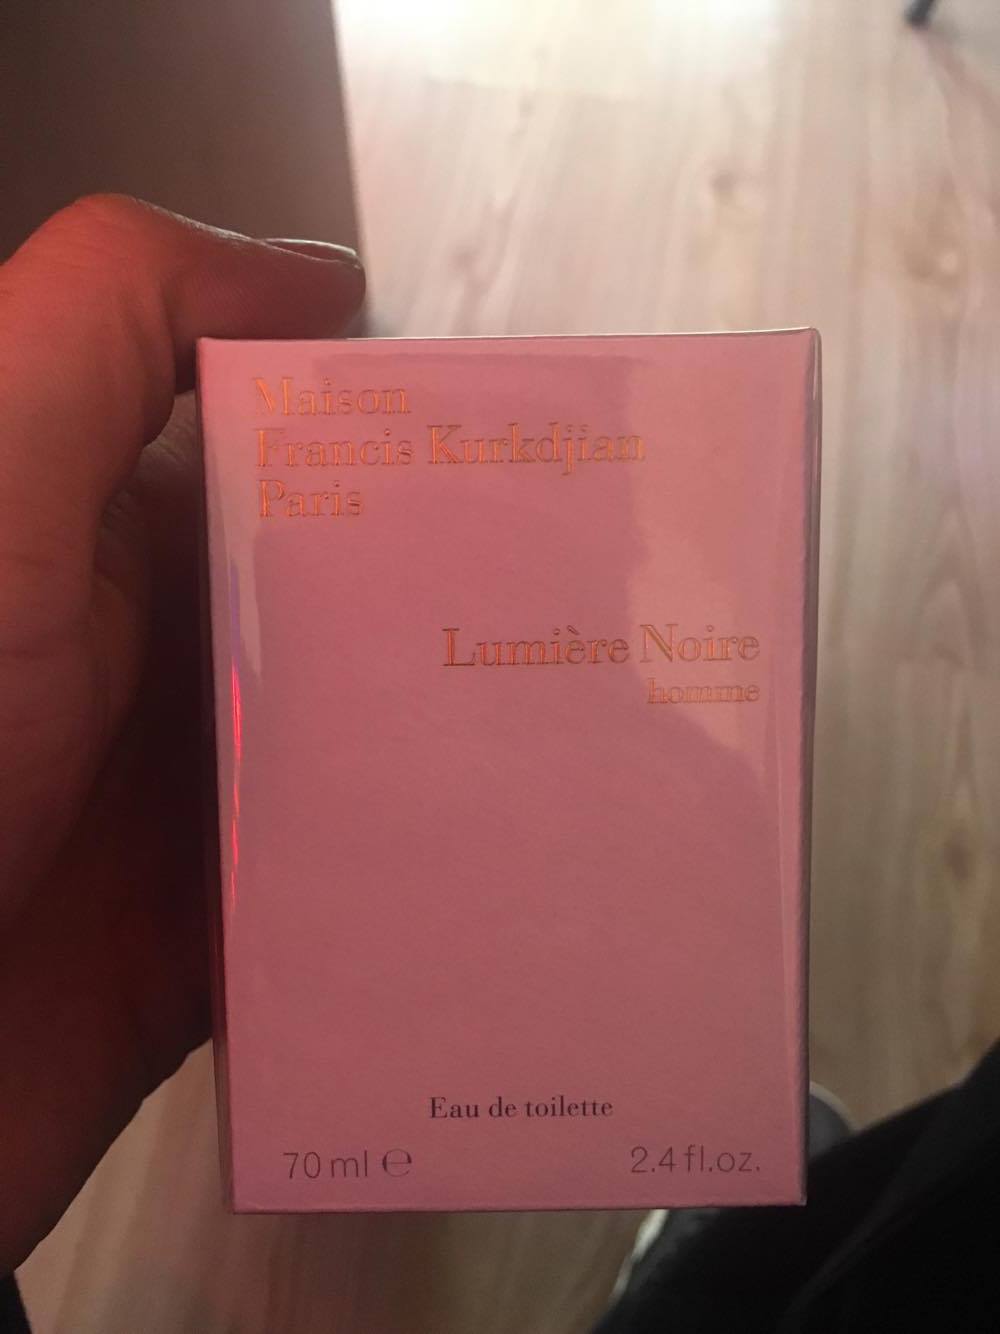 Maison
Francis Kurkdjian
Paris
Lumière Noire
homme
Eau de toilette
70 ml ℮ 2.4 fl.oz.